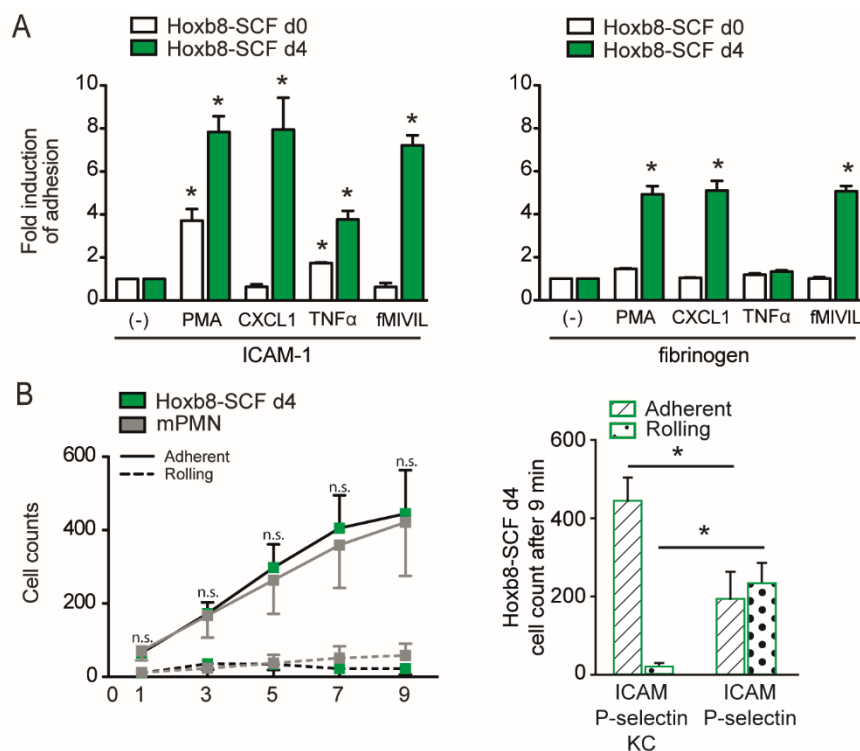 A
Hoxb8-SCF d0
Hoxb8-SCF d4
Fold induction
of adhesion
10
8
6
4
2
0
*
*
*
*
*
*
(-)
PMA
CXCL1
TNFα
fMIVIL
ICAM-1
Hoxb8-SCF d0
Hoxb8-SCF d4
10
8
6
4
2
0
*
*
*
(-)
PMA
CXCL1
TNFα
fMIVIL
fibrinogen
B
Hoxb8-SCF d4
mPMN
Adherent
Rolling
Cell counts
600
400
200
0
n.s.
n.s.
n.s.
n.s.
n.s.
0
1
3
5
7
9
Adherent
Rolling
Hoxb8-SCF d4
cell count after 9 min
600
400
200
0
*
*
ICAM
P-selectin
KC
ICAM
P-selectin